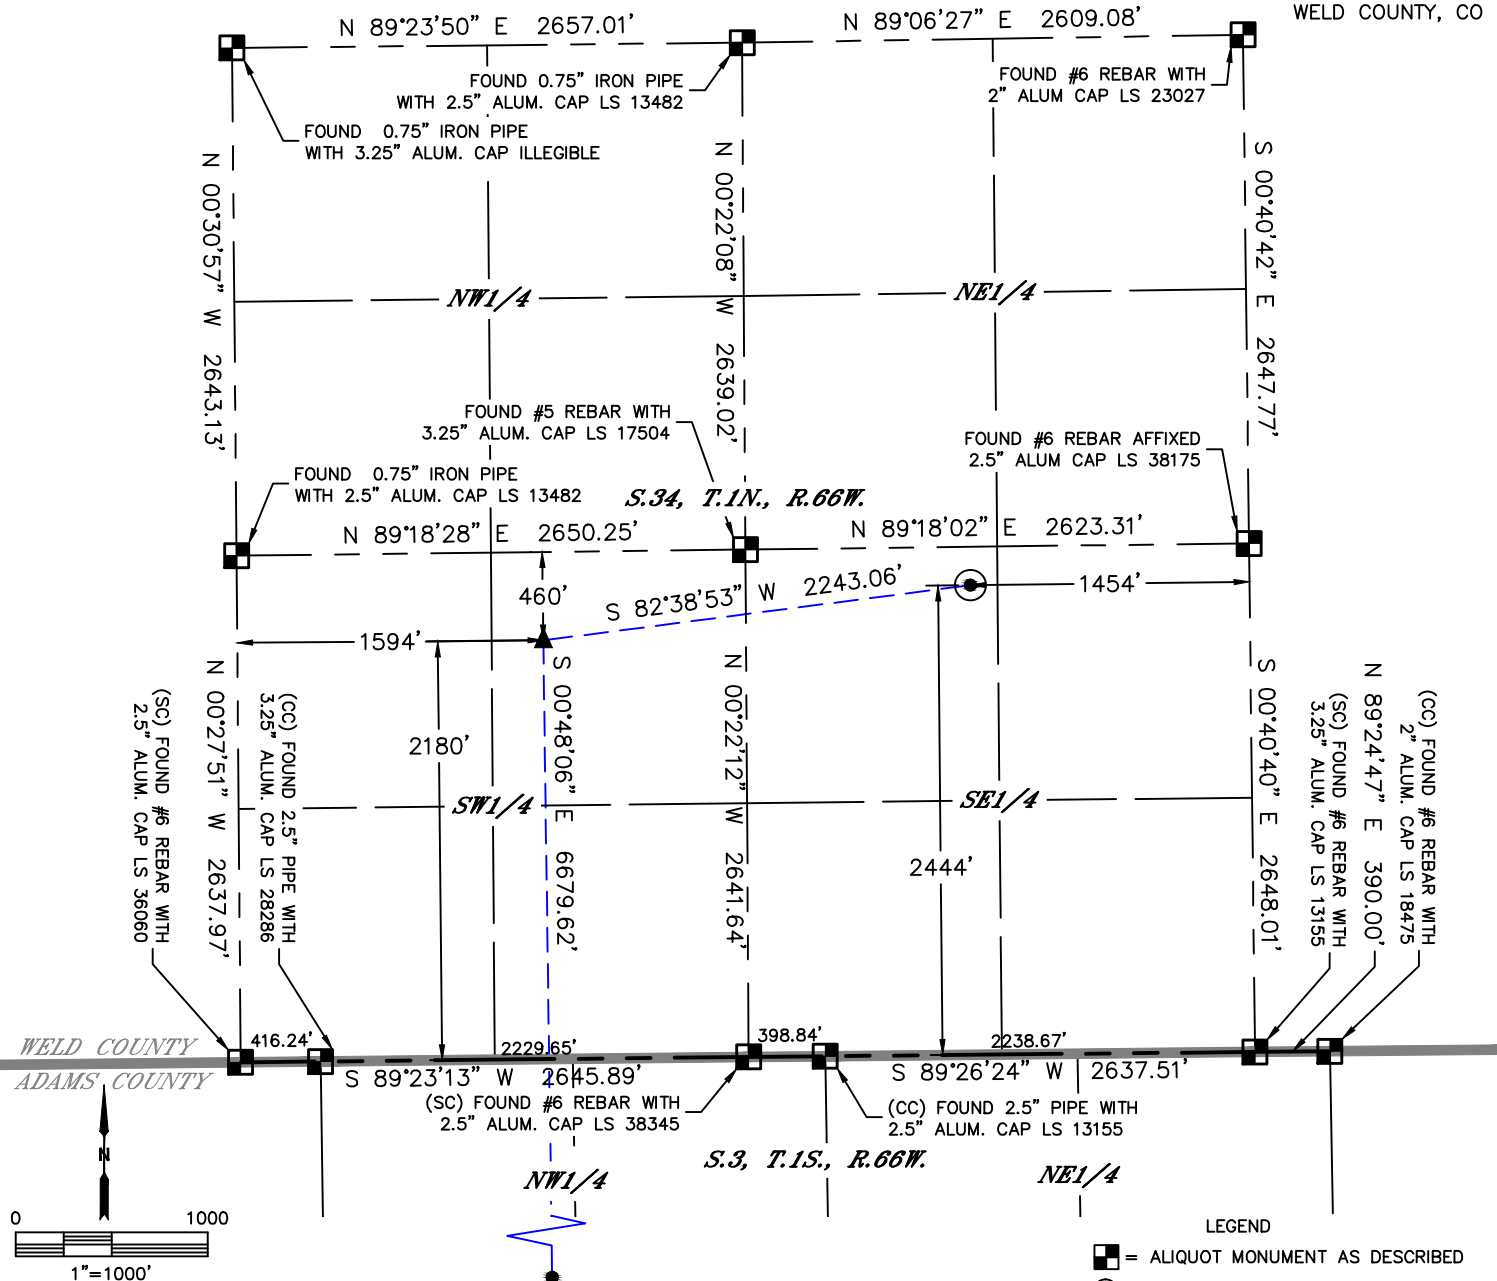 WELD COUNTY, CO
N 89°23'50" E 2657.01'
N 89°06'27" E 2609.08'
FOUND 0.75" IRON PIPE
WITH 2.5" ALUM. CAP LS 13482
FOUND #6 REBAR WITH
2" ALUM CAP LS 23027
FOUND 0.75" IRON PIPE
WITH 3.25" ALUM. CAP ILLEGIBLE
N 00°30'57" W 2643.13'
N 00°22'08" W 2639.02'
S 00°40'42" E 2647.77'
NW1/4
NE1/4
FOUND #5 REBAR WITH
3.25" ALUM. CAP LS 17504
FOUND #6 REBAR AFFIXED
2.5" ALUM CAP LS 38175
FOUND 0.75" IRON PIPE
WITH 2.5" ALUM. CAP LS 13482
S.34, T.1N., R.66W.
N 89°18'28" E 2650.25'
N 89°18'02" E 2623.31'
460'
S 82°38'53" W 2243.06'
1454'
1594'
2180'
2444'
(SC) FOUND #6 REBAR WITH
2.5" ALUM. CAP LS 36060
N 00°27'51" W 2637.97'
(CC) FOUND 2.5" PIPE WITH
3.25" ALUM. CAP LS 28286
S 00°48'06" E 6679.62'
N 00°22'12" W 2641.64'
S 00°40'40" E 2648.01'
(SC) FOUND #6 REBAR WITH
3.25" ALUM. CAP LS 13155
N 89°24'47" E 390.00'
(CC) FOUND #6 REBAR WITH
2" ALUM. CAP LS 18475
SW1/4
SE1/4
WELD COUNTY
ADAMS COUNTY
416.24'
2229.65'
398.84'
2238.67'
S 89°23'13" W 2645.89'
S 89°26'24" W 2637.51'
(SC) FOUND #6 REBAR WITH
2.5" ALUM. CAP LS 38345
(CC) FOUND 2.5" PIPE WITH
2.5" ALUM. CAP LS 13155
S.3, T.1S., R.66W.
NW1/4
NE1/4
N
0 1000
1"=1000'
LEGEND
= ALIQUOT MONUMENT AS DESCRIBED